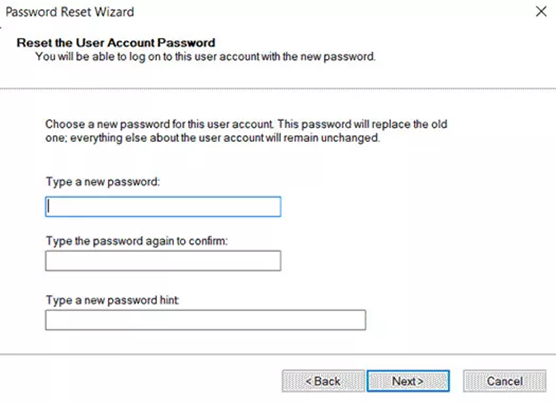 Password Reset Wizard
Reset the User Account Password
You will be able to log on to this user account with the new password.
Choose a new password for this user account. This password will replace the old
one; everything else about the user account will remain unchanged.
Type a new password:
Type the password again to confirm:
Type a new password hint:
< Back Next > Cancel